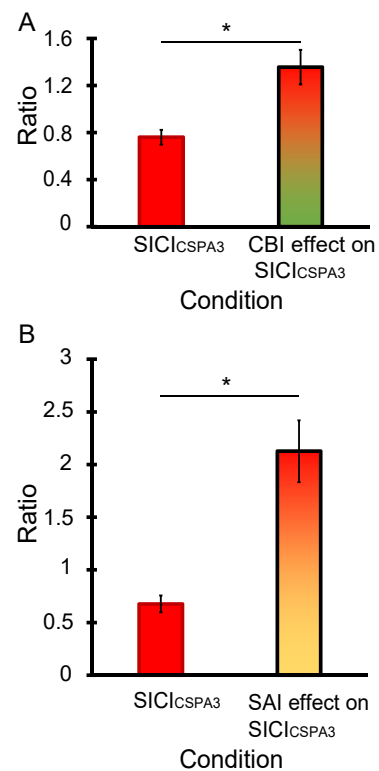 A
*
1.6
1.2
0.8
0.4
0
Ratio
SICICSPA3
CBI effect on
SICICSPA3
Condition
B
*
3
2.5
2
1.5
1
0.5
0
Ratio
SICICSPA3
SAI effect on
SICICSPA3
Condition